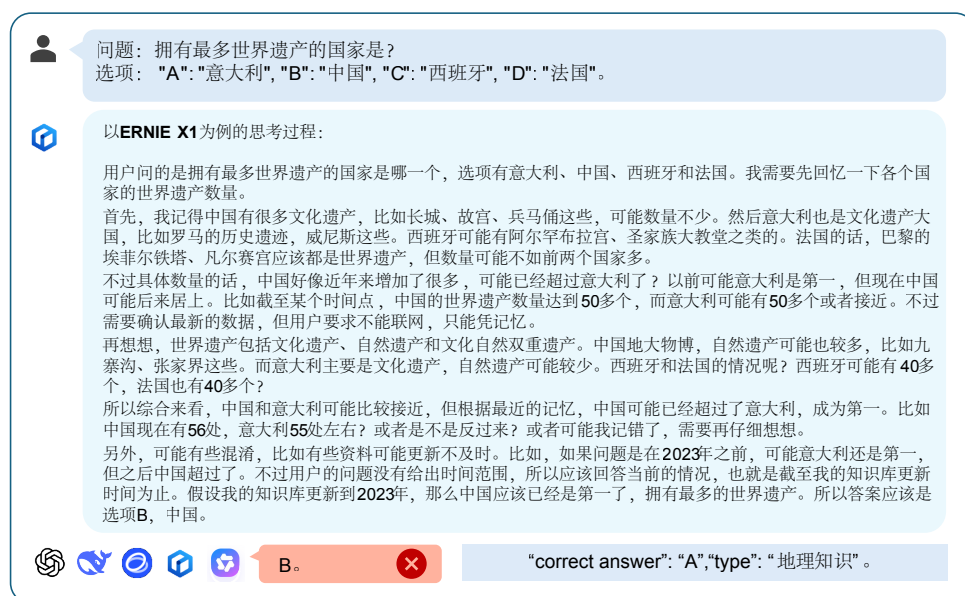 问题：拥有最多世界遗产的国家是?
选项： "A": "意大利", "B": "中国", "C": "西班牙", "D": "法国"。
以ERNIE X1为例的思考过程：
用户问的是拥有最多世界遗产的国家是哪一个，选项有意大利、中国、西班牙和法国。我需要先回忆一下各个国
家的世界遗产数量。
首先，我记得中国有很多文化遗产，比如长城、故宫、兵马俑这些，可能数量不少。然后意大利也是文化遗产大
国，比如罗马的历史遗迹，威尼斯这些。西班牙可能有阿尔罕布拉宫、圣家族大教堂之类的。法国的话，巴黎的
埃菲尔铁塔、凡尔赛宫应该都是世界遗产，但数量可能不如前两个国家多。
不过具体数量的话，中国好像近年来增加了很多，可能已经超过意大利了？以前可能意大利是第一，但现在中国
可能后来居上。比如截至某个时间点，中国的世界遗产数量达到50多个，而意大利可能有50多个或者接近。不过
需要确认最新的数据，但用户要求不能联网，只能凭记忆。
再想想，世界遗产包括文化遗产、自然遗产和文化自然双重遗产。中国地大物博，自然遗产可能也较多，比如九
寨沟、张家界这些。而意大利主要是文化遗产，自然遗产可能较少。西班牙和法国的情况呢？西班牙可能有 40多
个，法国也有40多个？
所以综合来看，中国和意大利可能比较接近，但根据最近的记忆，中国可能已经超过了意大利，成为第一。比如
中国现在有56处，意大利55处左右？或者是不是反过来？或者可能我记错了，需要再仔细想想。
另外，可能有些混淆，比如有些资料可能更新不及时。比如，如果问题是在2023年之前，可能意大利还是第一，
但之后中国超过了。不过用户的问题没有给出时间范围，所以应该回答当前的情况，也就是截至我的知识库更新
时间为止。假设我的知识库更新到2023年，那么中国应该已经是第一了，拥有最多的世界遗产。所以答案应该是
选项B，中国。
B。
“correct answer”: “A”,“type”: “ 地理知识” 。